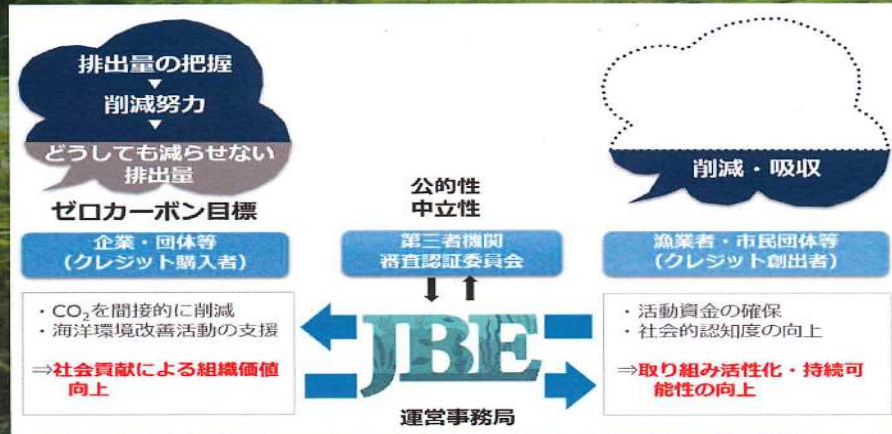 排出量の把握
▼
削減努力
▼
どうしても減らせない
排出量
ゼロカーボン目標
企業・団体等
(クレジット購入者)
・CO₂を間接的に削減
・海洋環境改善活動の支援
⇒社会貢献による組織価値
向上
公的性
中立性
第三者機関
審査認証委員会
JBE
運営事務局
削減・吸収
漁業者・市民団体等
(クレジット創出者)
・活動資金の確保
・社会的認知度の向上
⇒取り組み活性化・持続可
能性の向上